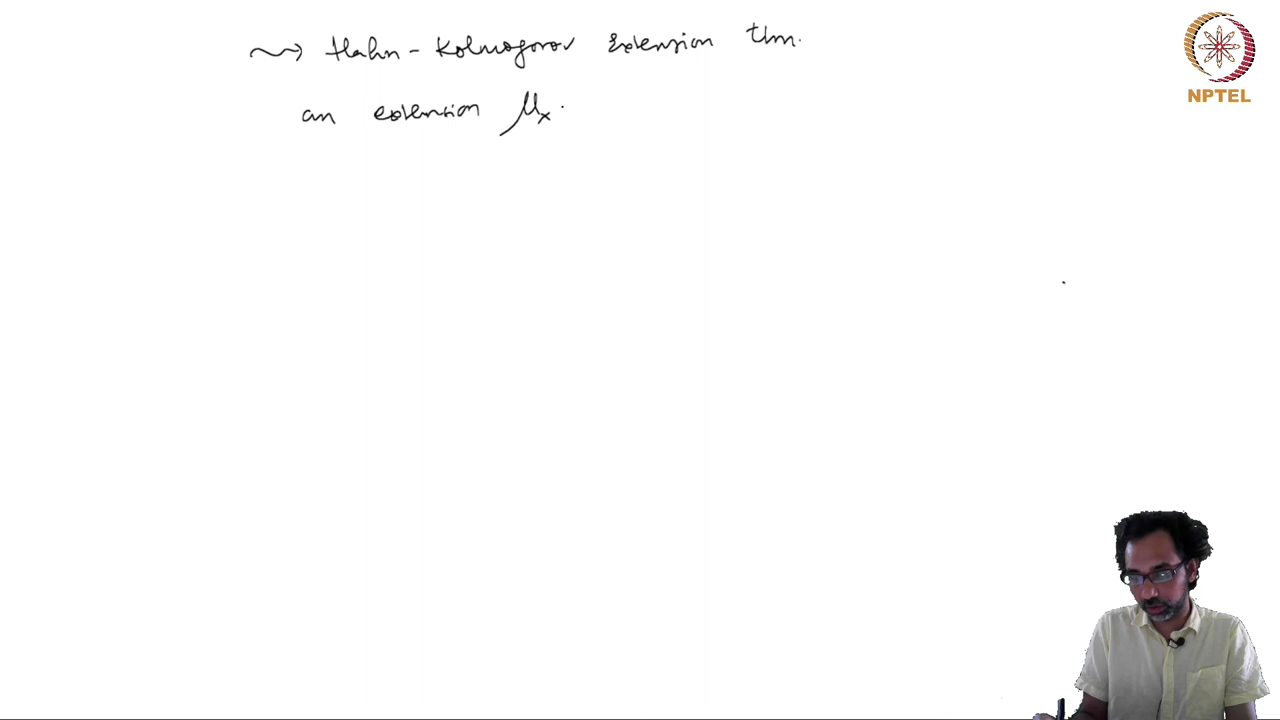 ⇝ Hahn-Kolmogorov Extension thm.
an extension μₓ.
NPTEL